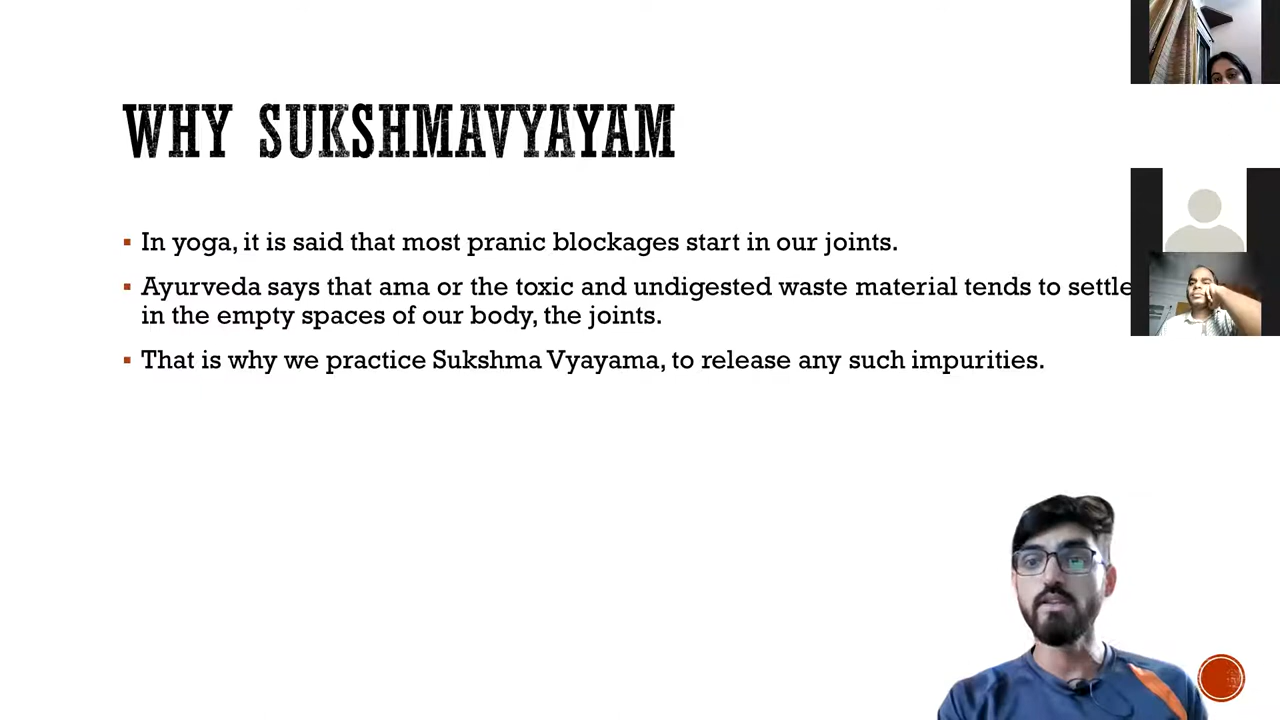 WHY SUKSHMAVYAYAM
In yoga, it is said that most pranic blockages start in our joints.
Ayurveda says that ama or the toxic and undigested waste material tends to settle
in the empty spaces of our body, the joints.
That is why we practice Sukshma Vyayama, to release any such impurities.